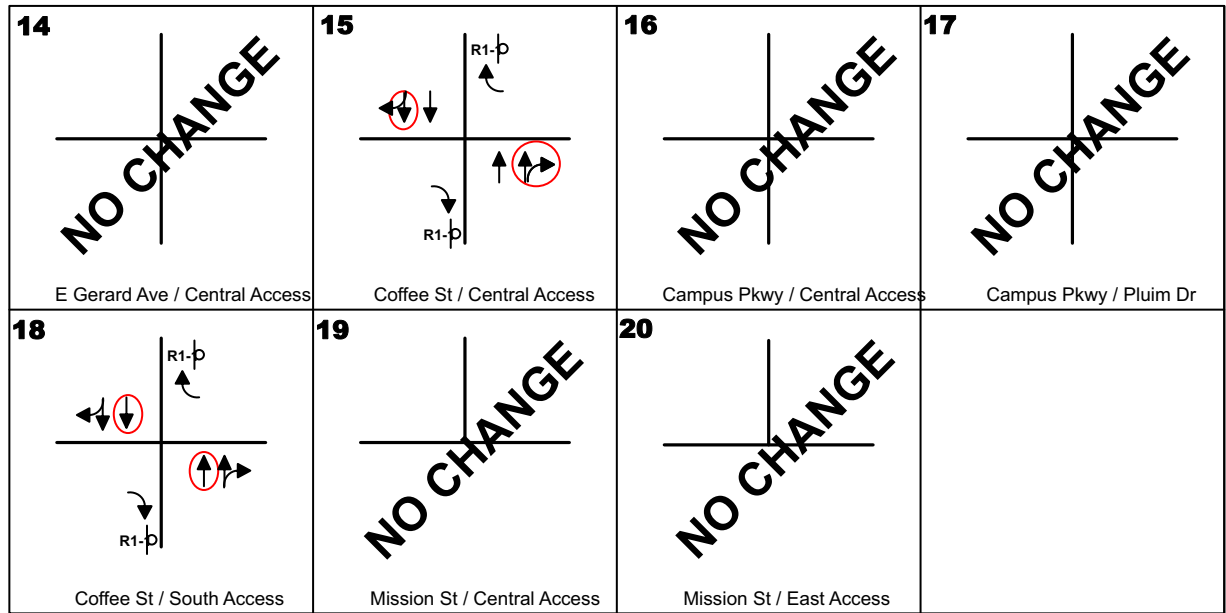 14
NO CHANGE
E Gerard Ave / Central Access
15
R1-
R1-
Coffee St / Central Access
16
NO CHANGE
Campus Pkwy / Central Access
17
NO CHANGE
Campus Pkwy / Pluim Dr
18
R1-
R1-
Coffee St / South Access
19
NO CHANGE
Mission St / Central Access
20
NO CHANGE
Mission St / East Access